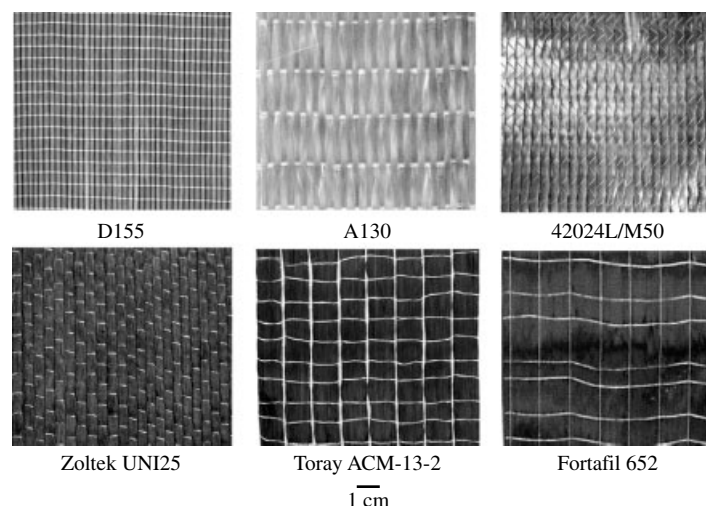 D155
A130
42024L/M50
Zoltek UNI25
Toray ACM-13-2
Fortafil 652
1 cm